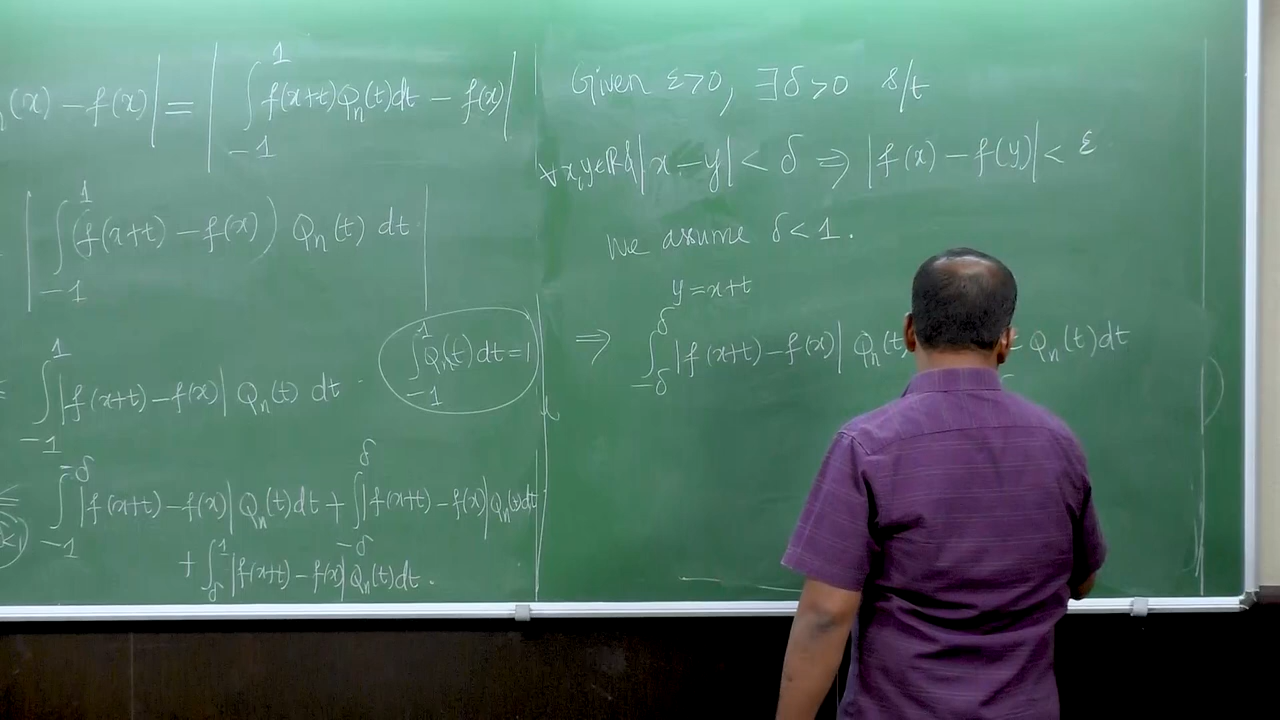 n(x) − f(x)| = | ∫_{-1}^{1} f(x+t) Q_n(t) dt − f(x) |
| ∫_{-1}^{1} (f(x+t) − f(x)) Q_n(t) dt |
∫_{-1}^{1} |f(x+t) − f(x)| Q_n(t) dt .
∫_{-1}^{1} Q_n(t) dt = 1
≤ ∫_{-1}^{-δ} |f(x+t) − f(x)| Q_n(t) dt + ∫_{-δ}^{δ} |f(x+t) − f(x)| Q_n(t) dt
+ ∫_{δ}^{1} |f(x+t) − f(x)| Q_n(t) dt .
Given ε>0, ∃ δ>0 s/t
∀ x,y∈ℝ & |x − y| < δ ⇒ |f(x) − f(y)| < ε
We assume δ < 1 .
y = x+t
⇒ ∫_{-δ}^{δ} |f(x+t) − f(x)| Q_n(t) Q_n(t) dt